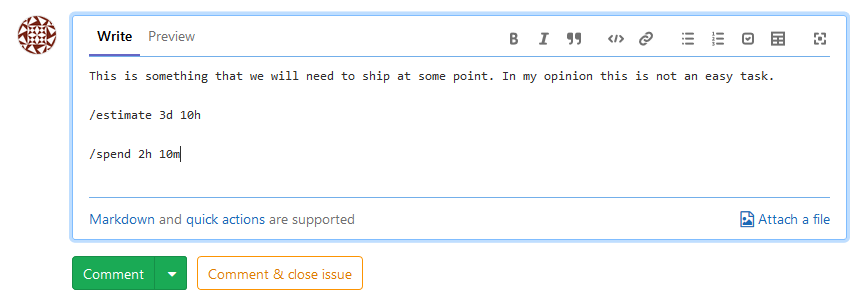 Write Preview
This is something that we will need to ship at some point. In my opinion this is not an easy task.
/estimate 3d 10h
/spend 2h 10m
Markdown and quick actions are supported Attach a file
Comment Comment & close issue